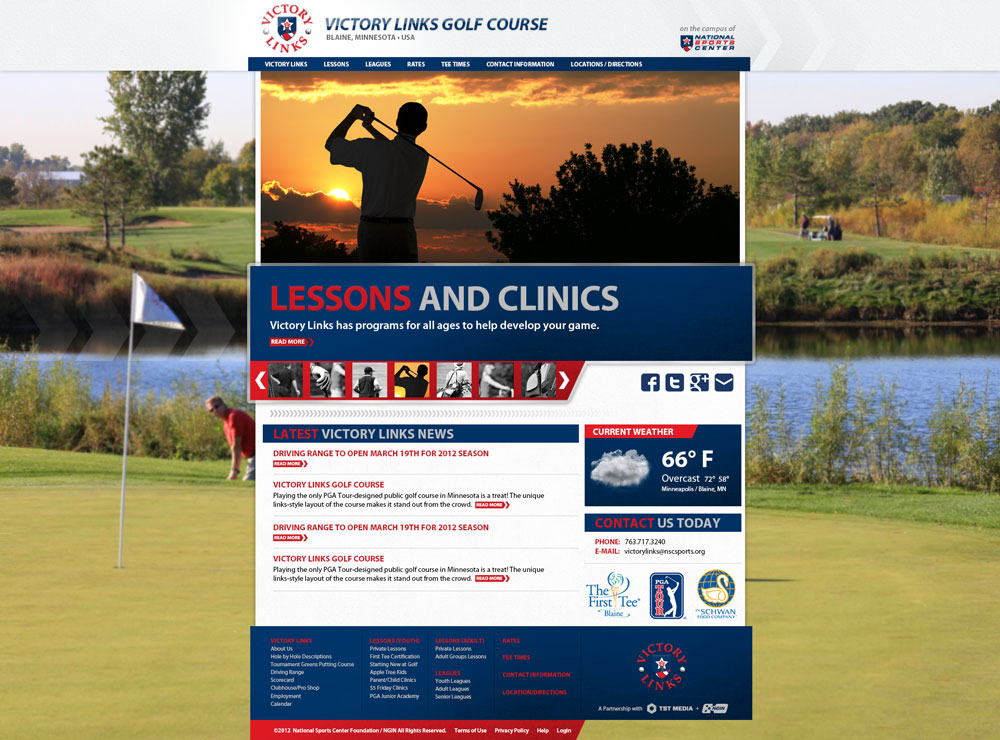 VICTORY LINKS
VICTORY LINKS GOLF COURSE
BLAINE, MINNESOTA • USA
on the campus of
NATIONAL SPORTS CENTER
VICTORY LINKS LESSONS LEAGUES RATES TEE TIMES CONTACT INFORMATION LOCATIONS / DIRECTIONS
LESSONS AND CLINICS
Victory Links has programs for all ages to help develop your game.
READ MORE
LATEST VICTORY LINKS NEWS
DRIVING RANGE TO OPEN MARCH 19TH FOR 2012 SEASON
READ MORE
VICTORY LINKS GOLF COURSE
Playing the only PGA Tour-designed public golf course in Minnesota is a treat! The unique
links-style layout of the course makes it stand out from the crowd. READ MORE
DRIVING RANGE TO OPEN MARCH 19TH FOR 2012 SEASON
READ MORE
VICTORY LINKS GOLF COURSE
Playing the only PGA Tour-designed public golf course in Minnesota is a treat! The unique
links-style layout of the course makes it stand out from the crowd. READ MORE
CURRENT WEATHER
66° F
Overcast 72° 58°
Minneapolis / Blaine, MN
CONTACT US TODAY
PHONE: 763.717.3240
E-MAIL: victorylinks@nscsports.org
The First Tee
of Blaine
PGA TOUR
The SCHWAN
FOOD COMPANY
VICTORY LINKS
About Us
Hole by Hole Descriptions
Tournament Greens Putting Course
Driving Range
Scorecard
Clubhouse/Pro Shop
Employment
Calendar
LESSONS (YOUTH)
Private Lessons
First Tee Certification
Starting New at Golf
Apple Tree Kids
Parent/Child Clinics
$5 Friday Clinics
PGA Junior Academy
LESSONS (ADULT)
Private Lessons
Adult Groups Lessons
LEAGUES
Youth Leagues
Adult Leagues
Senior Leagues
RATES
TEE TIMES
CONTACT INFORMATION
LOCATION/DIRECTIONS
VICTORY LINKS
A Partnership with TST MEDIA + NGIN
©2012 National Sports Center Foundation / NGIN All Rights Reserved. Terms of Use Privacy Policy Help Login